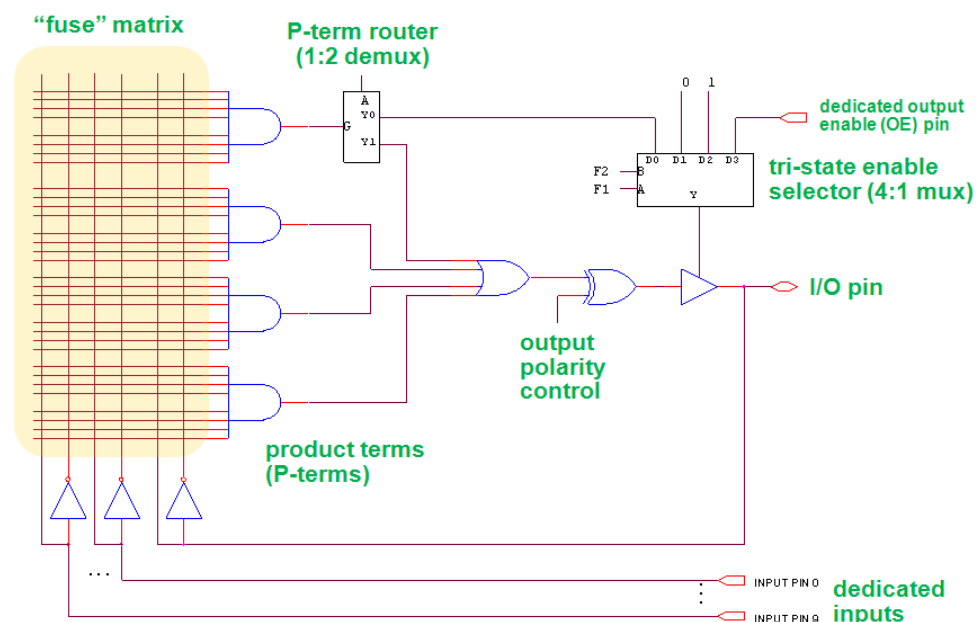 “fuse” matrix
P-term router
(1:2 demux)
A
G
Y0
Y1
0 1
dedicated output
enable (OE) pin
D0 D1 D2 D3
F2
B
F1
A
Y
tri-state enable
selector (4:1 mux)
I/O pin
output
polarity
control
product terms
(P-terms)
...
INPUT PIN 0
INPUT PIN 9
dedicated
inputs